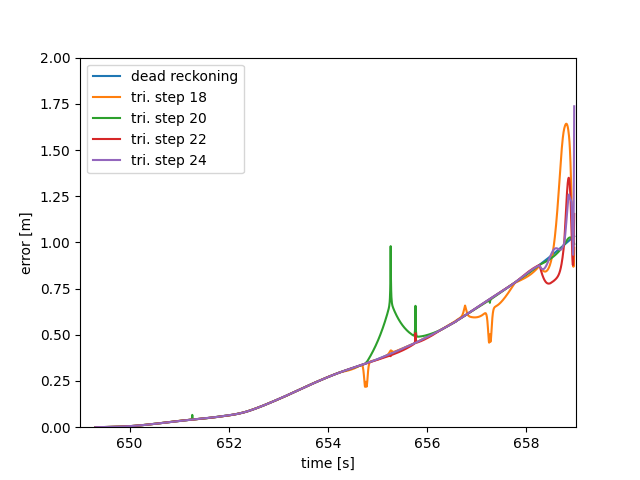 2.00
1.75
1.50
1.25
1.00
0.75
0.50
0.25
0.00
error [m]
dead reckoning
tri. step 18
tri. step 20
tri. step 22
tri. step 24
650 652 654 656 658
time [s]